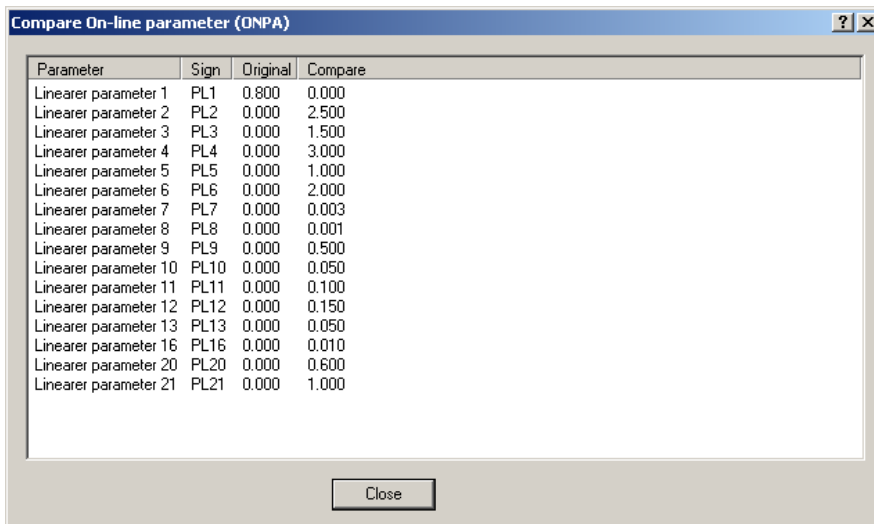 Compare On-line parameter (ONPA)
? ×
Parameter Sign Original Compare
Linearer parameter 1 PL1 0.800 0.000
Linearer parameter 2 PL2 0.000 2.500
Linearer parameter 3 PL3 0.000 1.500
Linearer parameter 4 PL4 0.000 3.000
Linearer parameter 5 PL5 0.000 1.000
Linearer parameter 6 PL6 0.000 2.000
Linearer parameter 7 PL7 0.000 0.003
Linearer parameter 8 PL8 0.000 0.001
Linearer parameter 9 PL9 0.000 0.500
Linearer parameter 10 PL10 0.000 0.050
Linearer parameter 11 PL11 0.000 0.100
Linearer parameter 12 PL12 0.000 0.150
Linearer parameter 13 PL13 0.000 0.050
Linearer parameter 16 PL16 0.000 0.010
Linearer parameter 20 PL20 0.000 0.600
Linearer parameter 21 PL21 0.000 1.000
Close